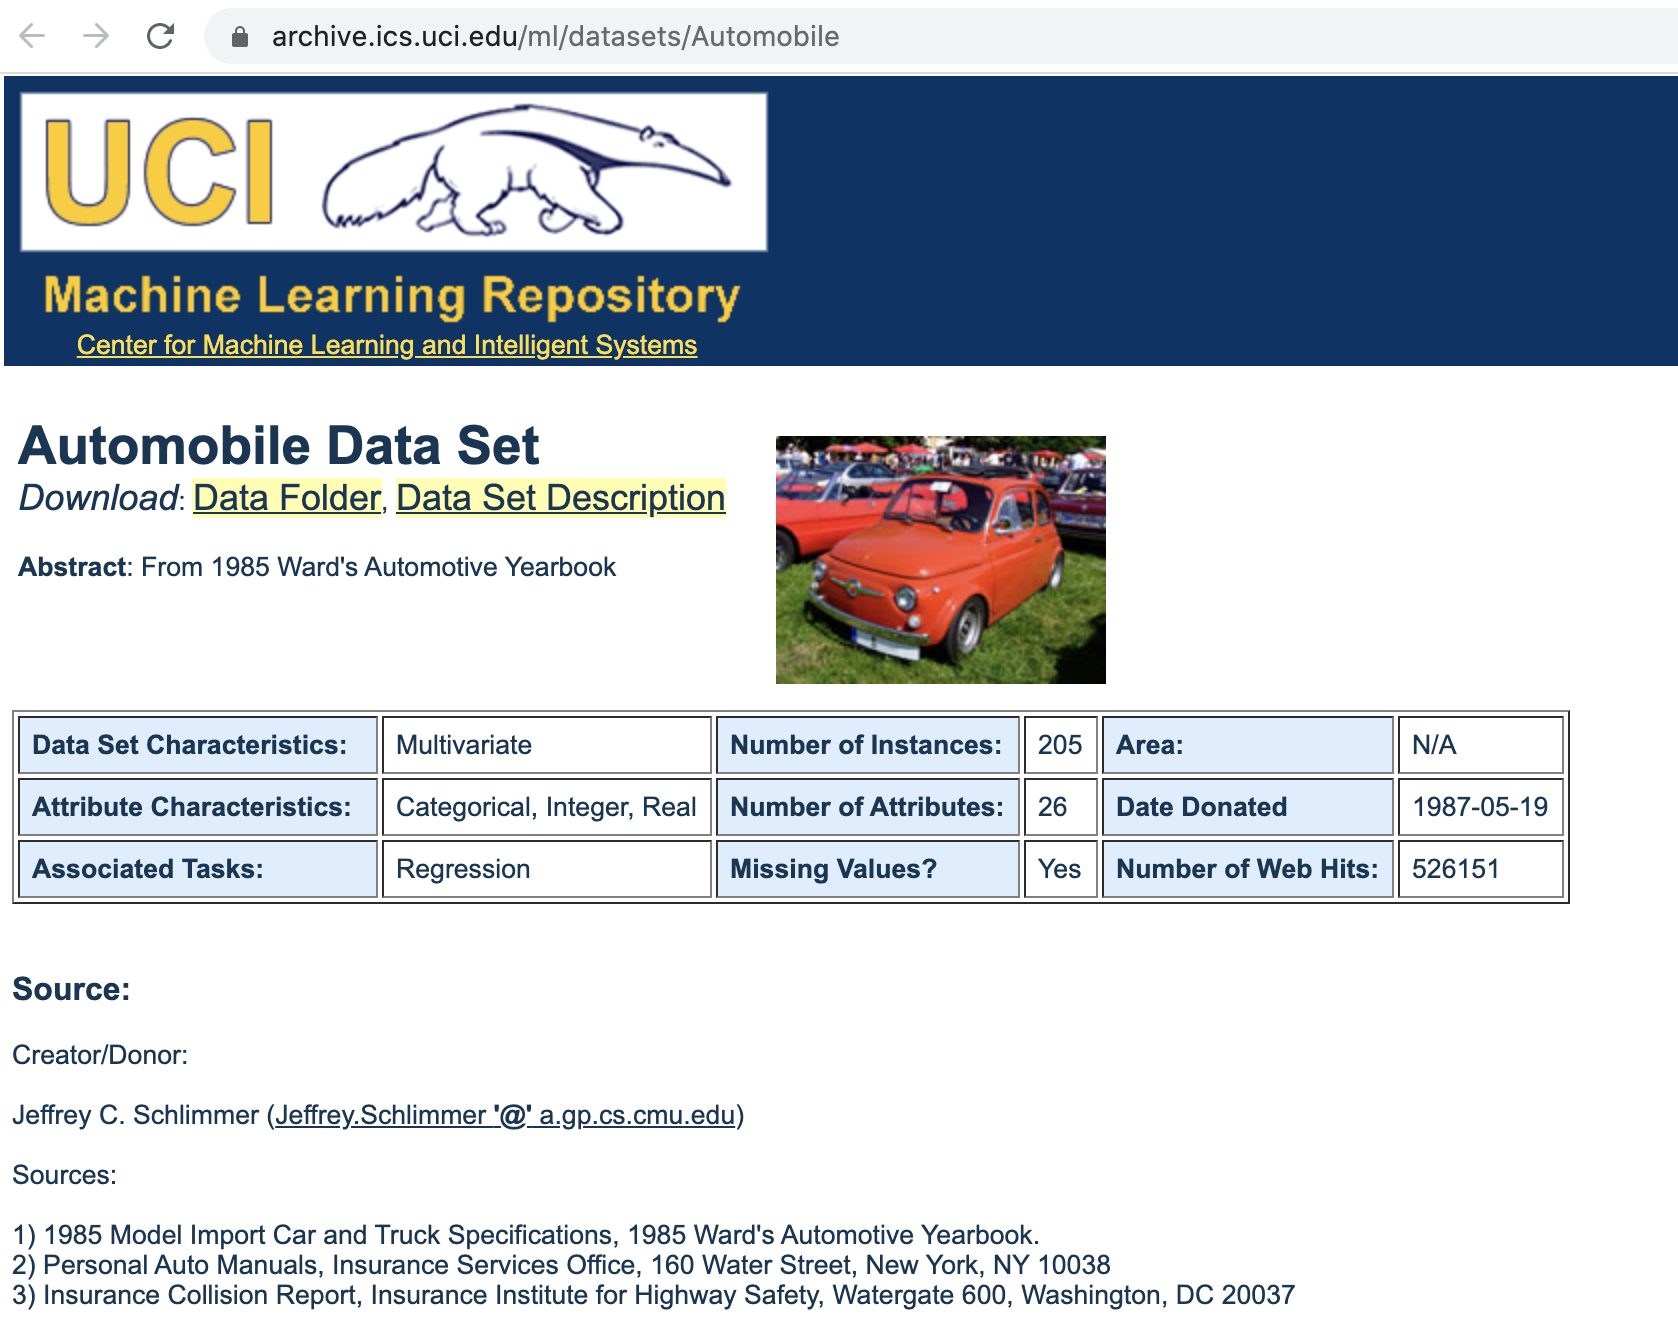 archive.ics.uci.edu/ml/datasets/Automobile
UCI
Machine Learning Repository
Center for Machine Learning and Intelligent Systems
Automobile Data Set
Download: Data Folder, Data Set Description
Abstract: From 1985 Ward's Automotive Yearbook
Data Set Characteristics: Multivariate Number of Instances: 205 Area: N/A
Attribute Characteristics: Categorical, Integer, Real Number of Attributes: 26 Date Donated 1987-05-19
Associated Tasks: Regression Missing Values? Yes Number of Web Hits: 526151
Source:
Creator/Donor:
Jeffrey C. Schlimmer (Jeffrey.Schlimmer '@' a.gp.cs.cmu.edu)
Sources:
1) 1985 Model Import Car and Truck Specifications, 1985 Ward's Automotive Yearbook.
2) Personal Auto Manuals, Insurance Services Office, 160 Water Street, New York, NY 10038
3) Insurance Collision Report, Insurance Institute for Highway Safety, Watergate 600, Washington, DC 20037